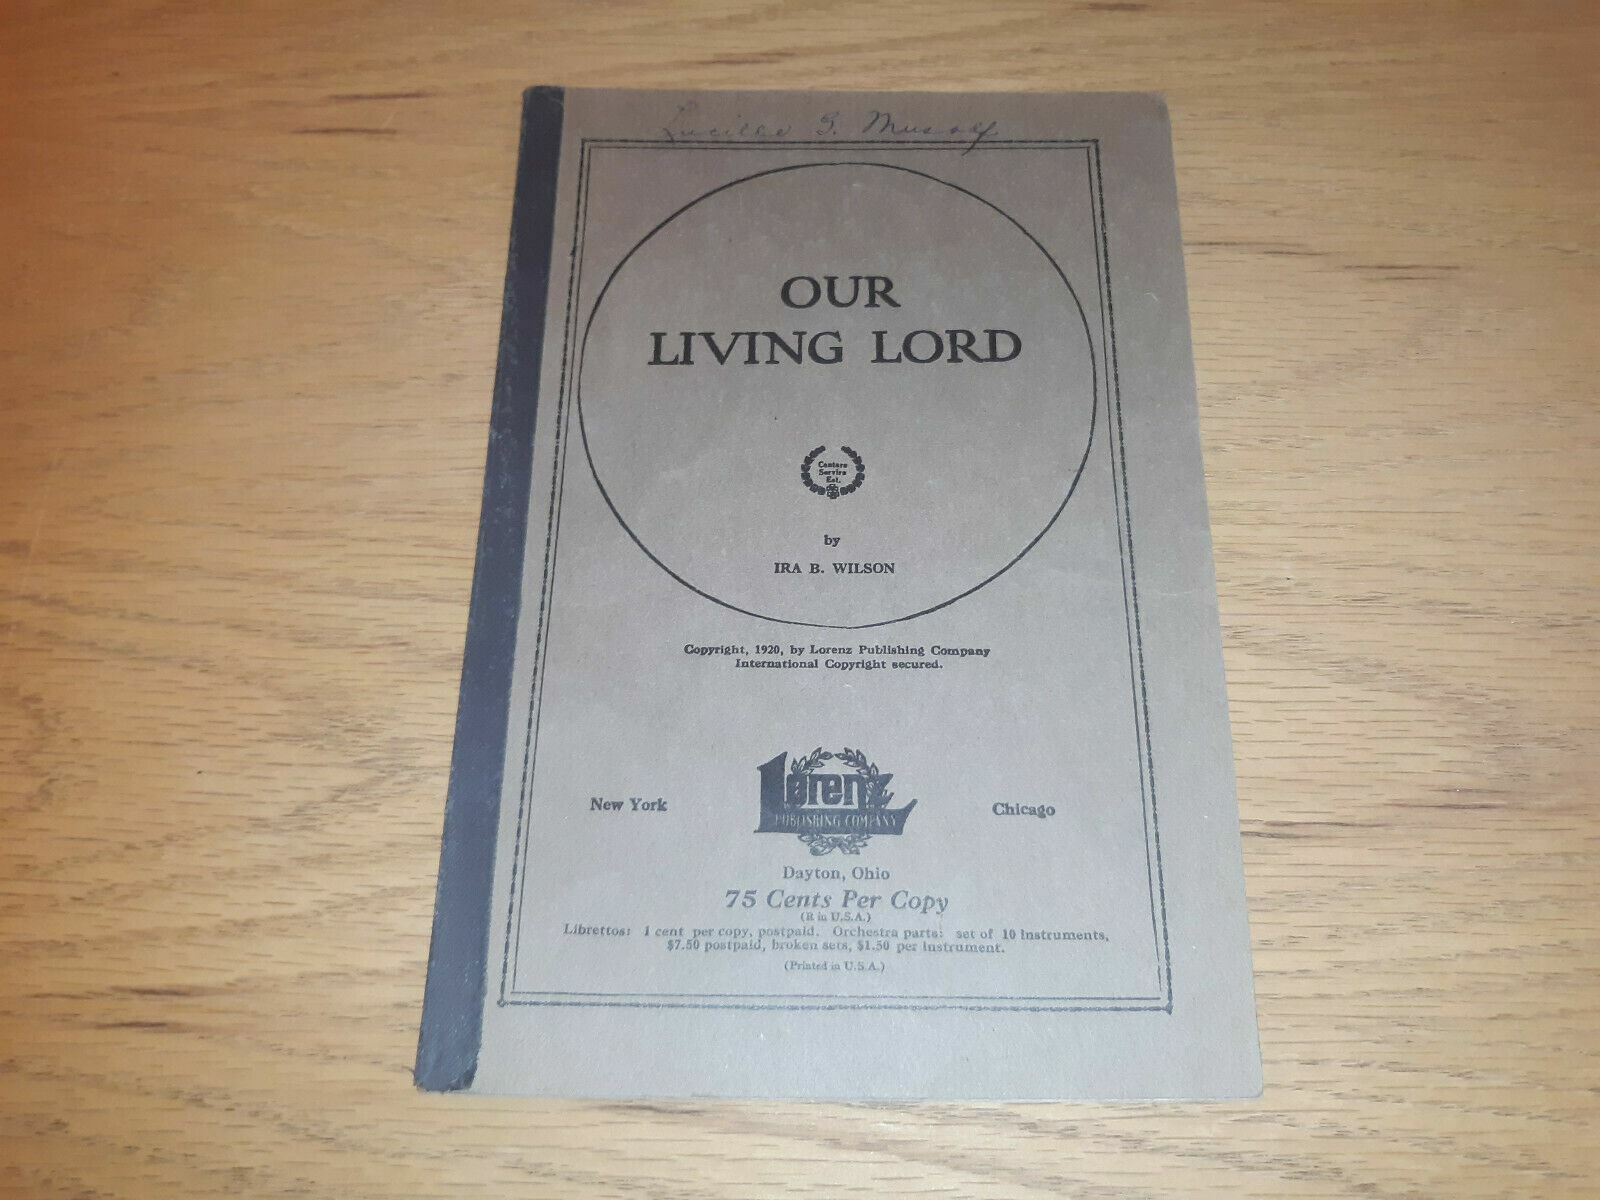 Lucille G. Musolf
OUR
LIVING LORD
Cantare
Servire
Est.
by
IRA B. WILSON
Copyright, 1920, by Lorenz Publishing Company
International Copyright secured.
New York
Lorenz
PUBLISHING COMPANY
Chicago
Dayton, Ohio
75 Cents Per Copy
(R in U.S.A.)
Librettos: 1 cent per copy, postpaid. Orchestra parts: set of 10 Instruments,
$7.50 postpaid, broken sets, $1.50 per Instrument.
(Printed in U.S.A.)